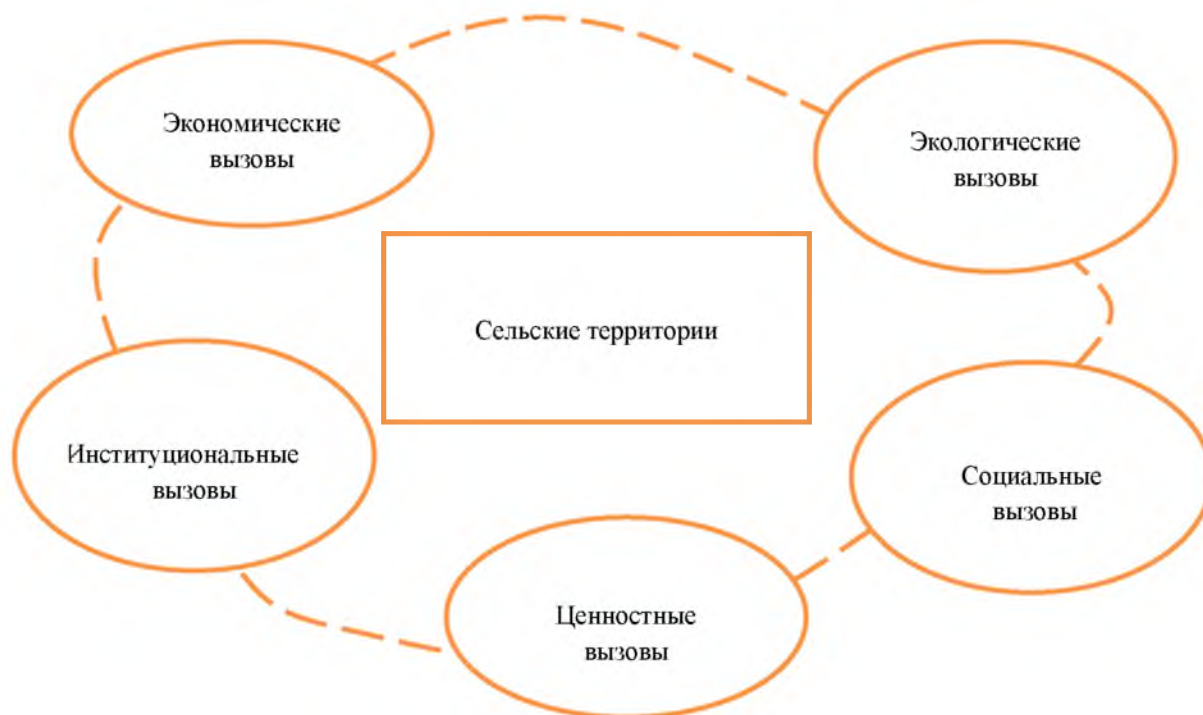 Экономические
вызовы
Экологические
вызовы
Сельские территории
Институциональные
вызовы
Социальные
вызовы
Ценностные
вызовы